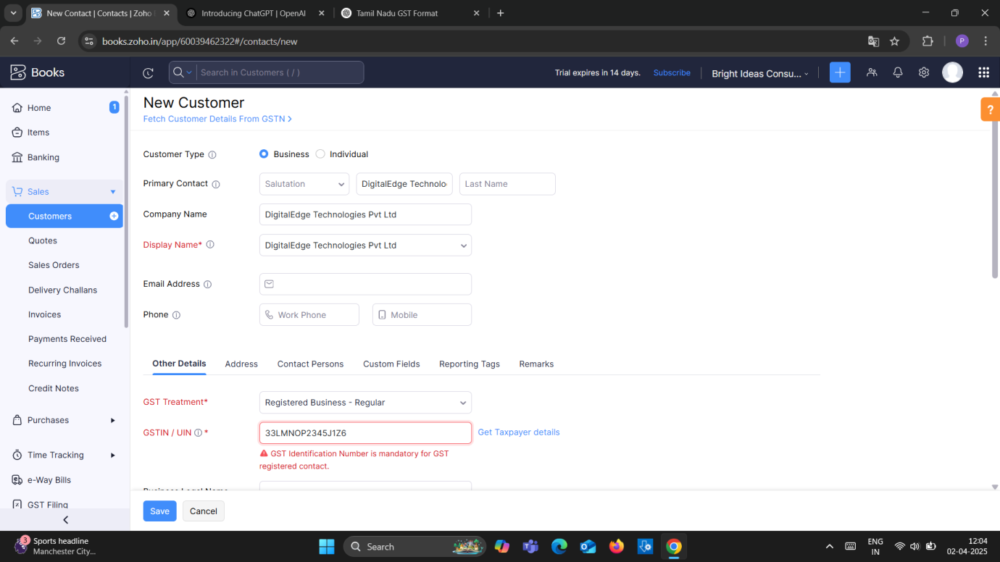 New Contact | Contacts | Zoho
Introducing ChatGPT | OpenAI
Tamil Nadu GST Format
books.zoho.in/app/60039462322#/contacts/new
P
Books
Search in Customers ( / )
Trial expires in 14 days.
Subscribe
Bright Ideas Consu...
Home
1
Items
Banking
Sales
Customers
Quotes
Sales Orders
Delivery Challans
Invoices
Payments Received
Recurring Invoices
Credit Notes
Purchases
Time Tracking
e-Way Bills
GST Filing
New Customer
Fetch Customer Details From GSTN >
?
Customer Type
Business
Individual
Primary Contact
Salutation
DigitalEdge Technolo
Last Name
Company Name
DigitalEdge Technologies Pvt Ltd
Display Name*
DigitalEdge Technologies Pvt Ltd
Email Address
Phone
Work Phone
Mobile
Other Details
Address
Contact Persons
Custom Fields
Reporting Tags
Remarks
GST Treatment*
Registered Business - Regular
GSTIN / UIN *
33LMNOP2345J1Z6
Get Taxpayer details
GST Identification Number is mandatory for GST
registered contact.
Business Legal Name
Save
Cancel
3
Sports headline
Manchester City...
Search
ENG
IN
12:04
02-04-2025